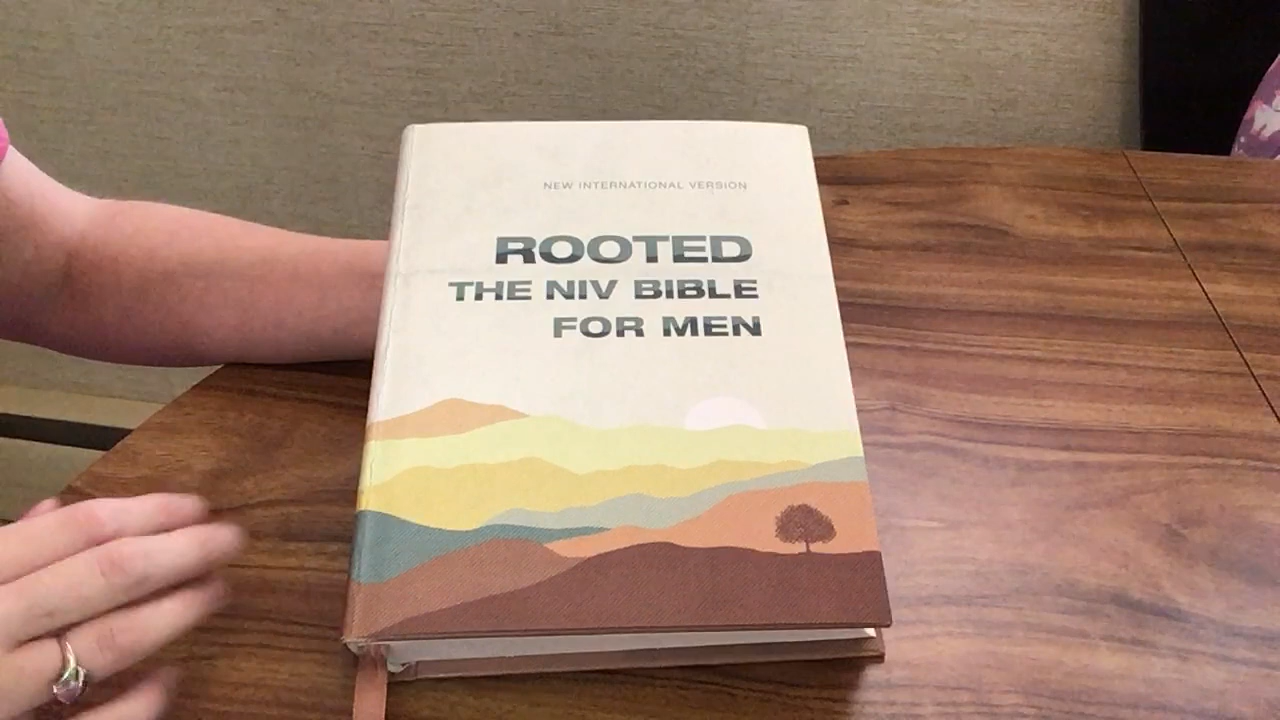 NEW INTERNATIONAL VERSION
ROOTED
THE NIV BIBLE
FOR MEN